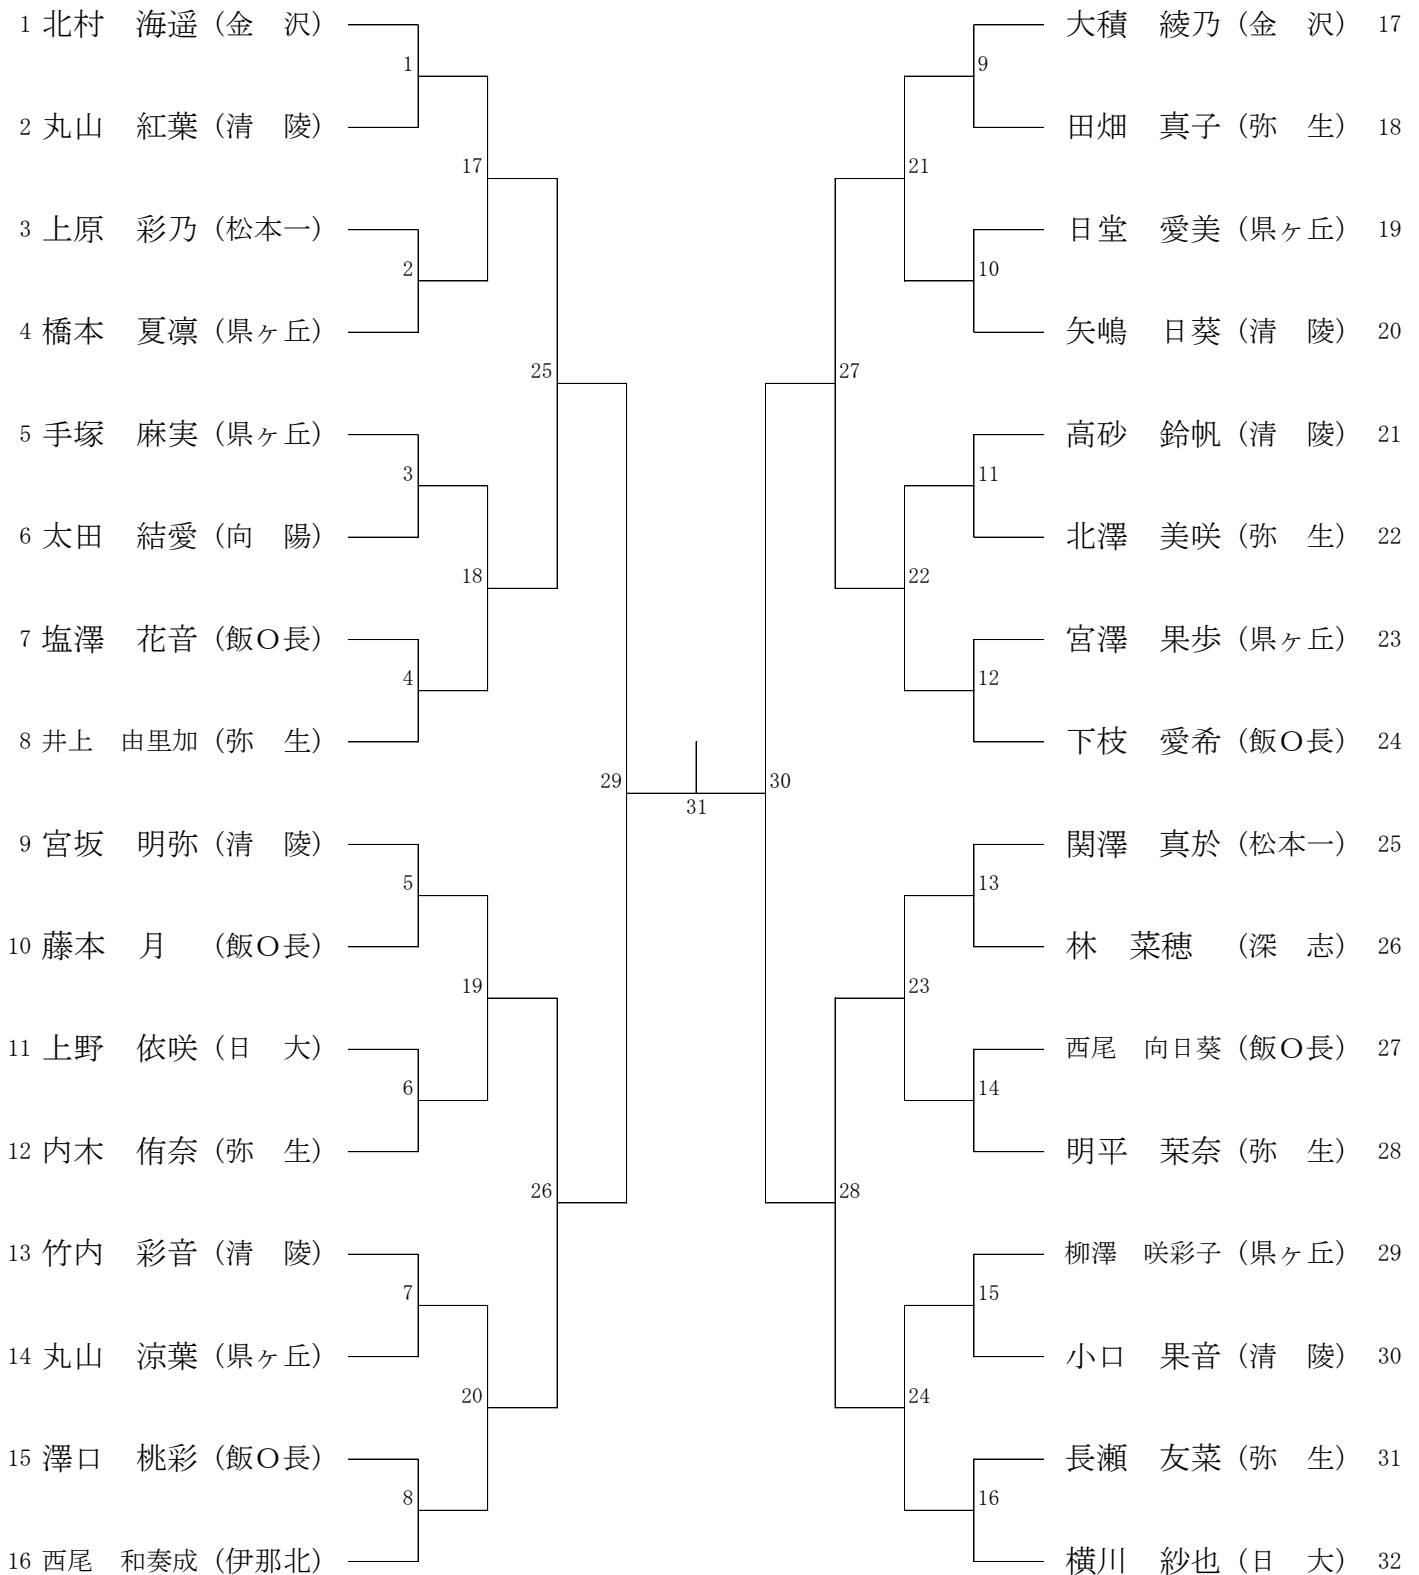 1 北村　海遥（金　沢）
2 丸山　紅葉（清　陵）
3 上原　彩乃（松本一）
4 橋本　夏凛（県ヶ丘）
5 手塚　麻実（県ヶ丘）
6 太田　結愛（向　陽）
7 塩澤　花音（飯Ｏ長）
8 井上　由里加（弥　生）
9 宮坂　明弥（清　陵）
10 藤本　月　（飯Ｏ長）
11 上野　依咲（日　大）
12 内木　侑奈（弥　生）
13 竹内　彩音（清　陵）
14 丸山　涼葉（県ヶ丘）
15 澤口　桃彩（飯Ｏ長）
16 西尾　和奏成（伊那北）
1
2
3
4
5
6
7
8
17
18
19
20
25
26
29
31
30
27
28
21
22
23
24
9
10
11
12
13
14
15
16
大積　綾乃（金　沢） 17
田畑　真子（弥　生） 18
日堂　愛美（県ヶ丘） 19
矢嶋　日葵（清　陵） 20
高砂　鈴帆（清　陵） 21
北澤　美咲（弥　生） 22
宮澤　果歩（県ヶ丘） 23
下枝　愛希（飯Ｏ長） 24
関澤　真於（松本一） 25
林　菜穂　（深　志） 26
西尾　向日葵（飯Ｏ長） 27
明平　栞奈（弥　生） 28
柳澤　咲彩子（県ヶ丘） 29
小口　果音（清　陵） 30
長瀬　友菜（弥　生） 31
横川　紗也（日　大） 32